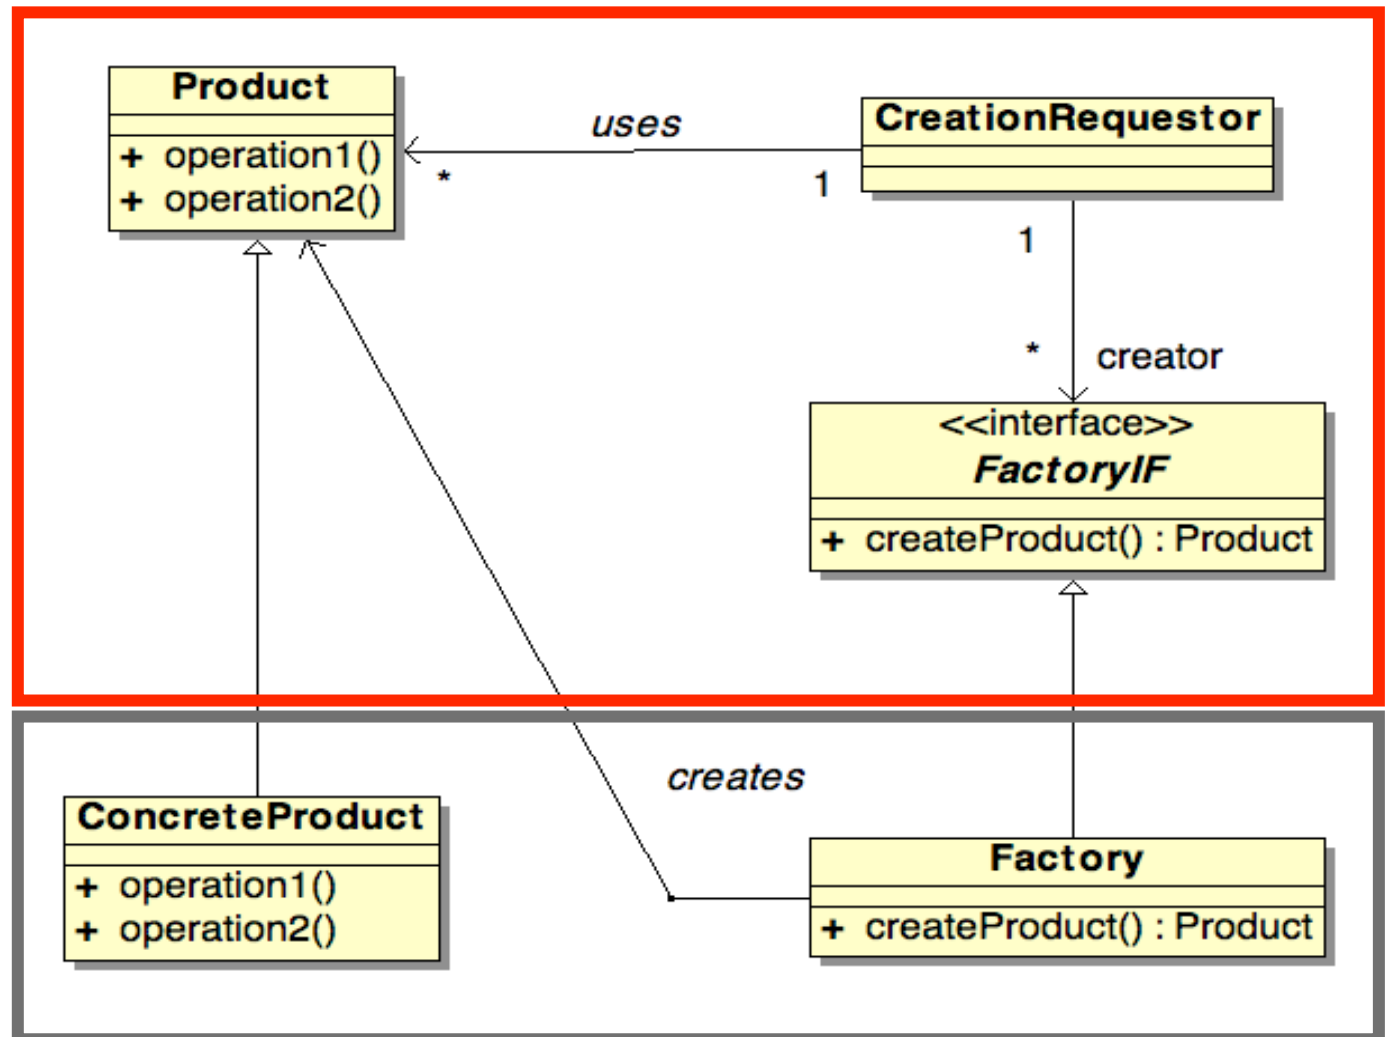 Product
+ operation1()
+ operation2()
uses
*
1
CreationRequestor
1
*
creator
<<interface>>
FactoryIF
+ createProduct() : Product
creates
ConcreteProduct
+ operation1()
+ operation2()
Factory
+ createProduct() : Product